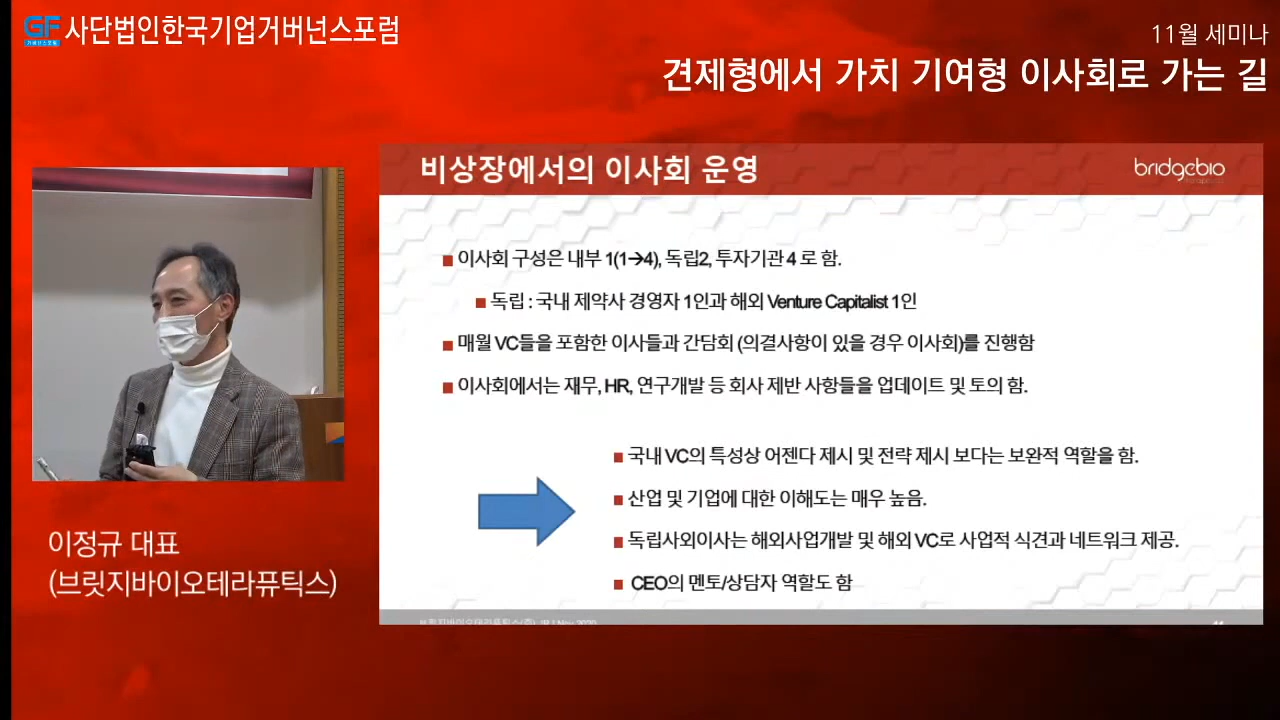 GF 사단법인한국기업거버넌스포럼
거버넌스포럼
11월 세미나
견제형에서 가치 기여형 이사회로 가는 길
비상장에서의 이사회 운영
bridgebio
이사회 구성은 내부 1(1→4), 독립2, 투자기관 4 로 함.
독립 : 국내 제약사 경영자 1인과 해외 Venture Capitalist 1인
매월 VC들을 포함한 이사들과 간담회 (의결사항이 있을 경우 이사회)를 진행함
이사회에서는 재무, HR, 연구개발 등 회사 제반 사항들을 업데이트 및 토의 함.
국내 VC의 특성상 어젠다 제시 및 전략 제시 보다는 보완적 역할을 함.
산업 및 기업에 대한 이해도는 매우 높음.
독립사외이사는 해외사업개발 및 해외 VC로 사업적 식견과 네트워크 제공.
CEO의 멘토/상담자 역할도 함
이정규 대표
(브릿지바이오테라퓨틱스)